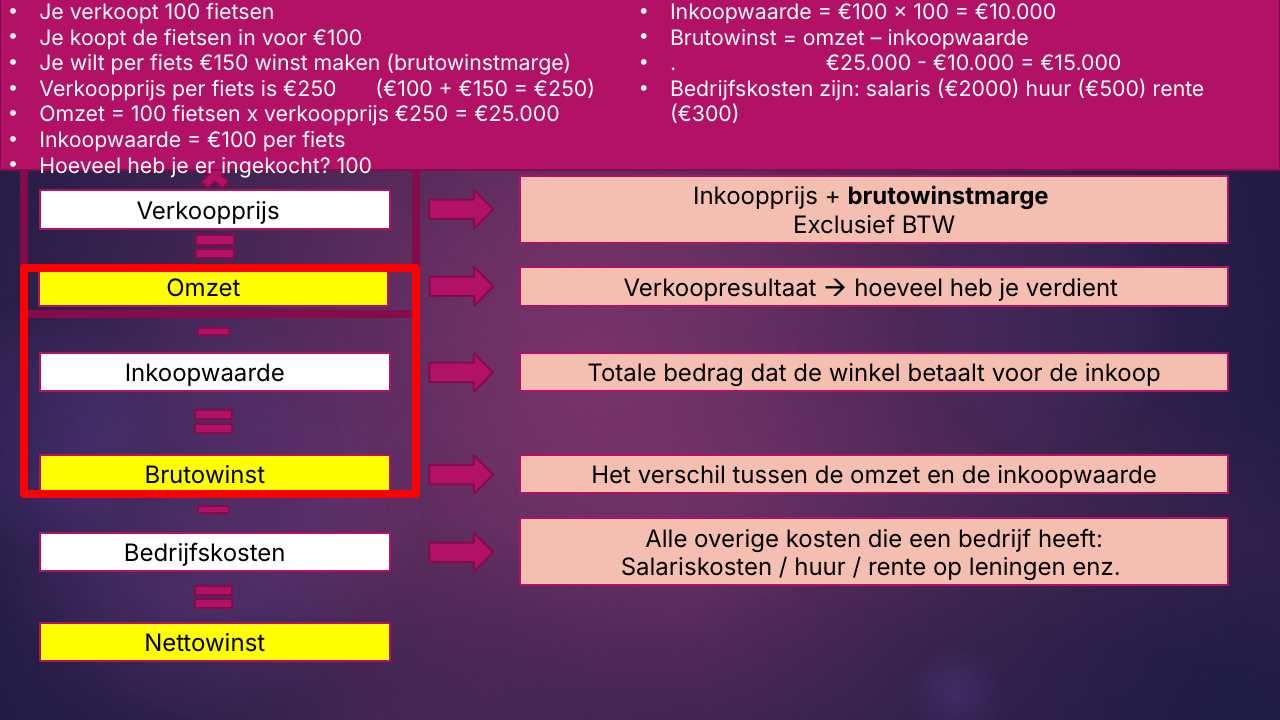 • Je verkoopt 100 fietsen
• Je koopt de fietsen in voor €100
• Je wilt per fiets €150 winst maken (brutowinstmarge)
• Verkoopprijs per fiets is €250 (€100 + €150 = €250)
• Omzet = 100 fietsen x verkoopprijs €250 = €25.000
• Inkoopwaarde = €100 per fiets
• Hoeveel heb je er ingekocht? 100
• Inkoopwaarde = €100 × 100 = €10.000
• Brutowinst = omzet – inkoopwaarde
• . €25.000 - €10.000 = €15.000
• Bedrijfskosten zijn: salaris (€2000) huur (€500) rente
(€300)
Verkoopprijs
Inkoopprijs + brutowinstmarge
Exclusief BTW
Omzet
Verkoopresultaat → hoeveel heb je verdient
Inkoopwaarde
Totale bedrag dat de winkel betaalt voor de inkoop
Brutowinst
Het verschil tussen de omzet en de inkoopwaarde
Bedrijfskosten
Alle overige kosten die een bedrijf heeft:
Salariskosten / huur / rente op leningen enz.
Nettowinst